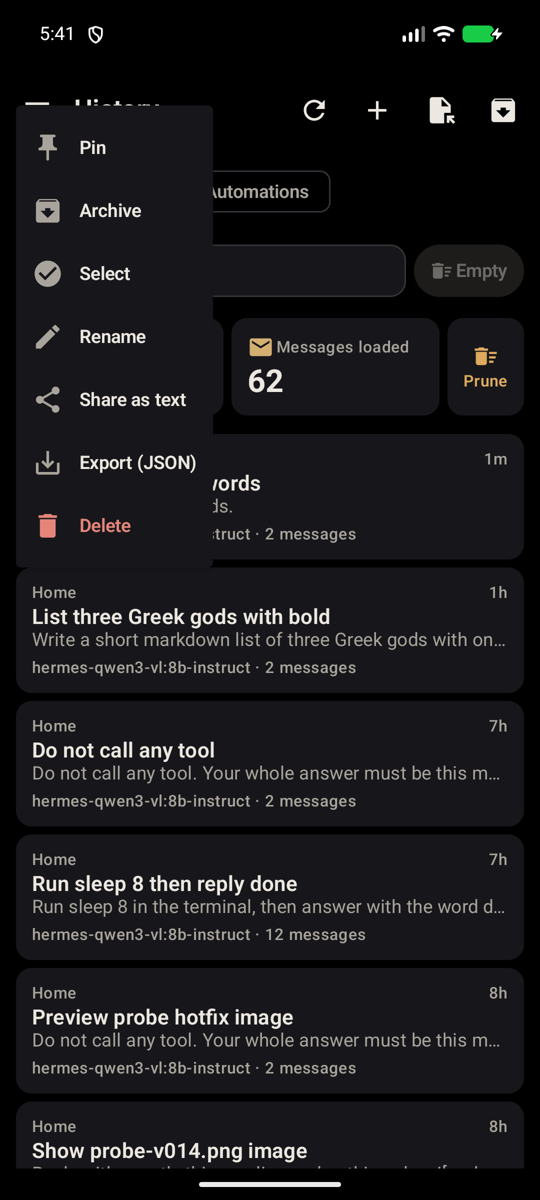 5:41
Pin
Automations
Archive
Select
Empty
Rename
Messages loaded
62
Prune
Share as text
Export (JSON)
Delete
1m
2 messages
Home
1h
List three Greek gods with bold
Write a short markdown list of three Greek gods with on…
hermes-qwen3-vl:8b-instruct · 2 messages
Home
7h
Do not call any tool
Do not call any tool. Your whole answer must be this m…
hermes-qwen3-vl:8b-instruct · 2 messages
Home
7h
Run sleep 8 then reply done
Run sleep 8 in the terminal, then answer with the word d…
hermes-qwen3-vl:8b-instruct · 12 messages
Home
8h
Preview probe hotfix image
Do not call any tool. Your whole answer must be this m…
hermes-qwen3-vl:8b-instruct · 2 messages
Home
8h
Show probe-v014.png image